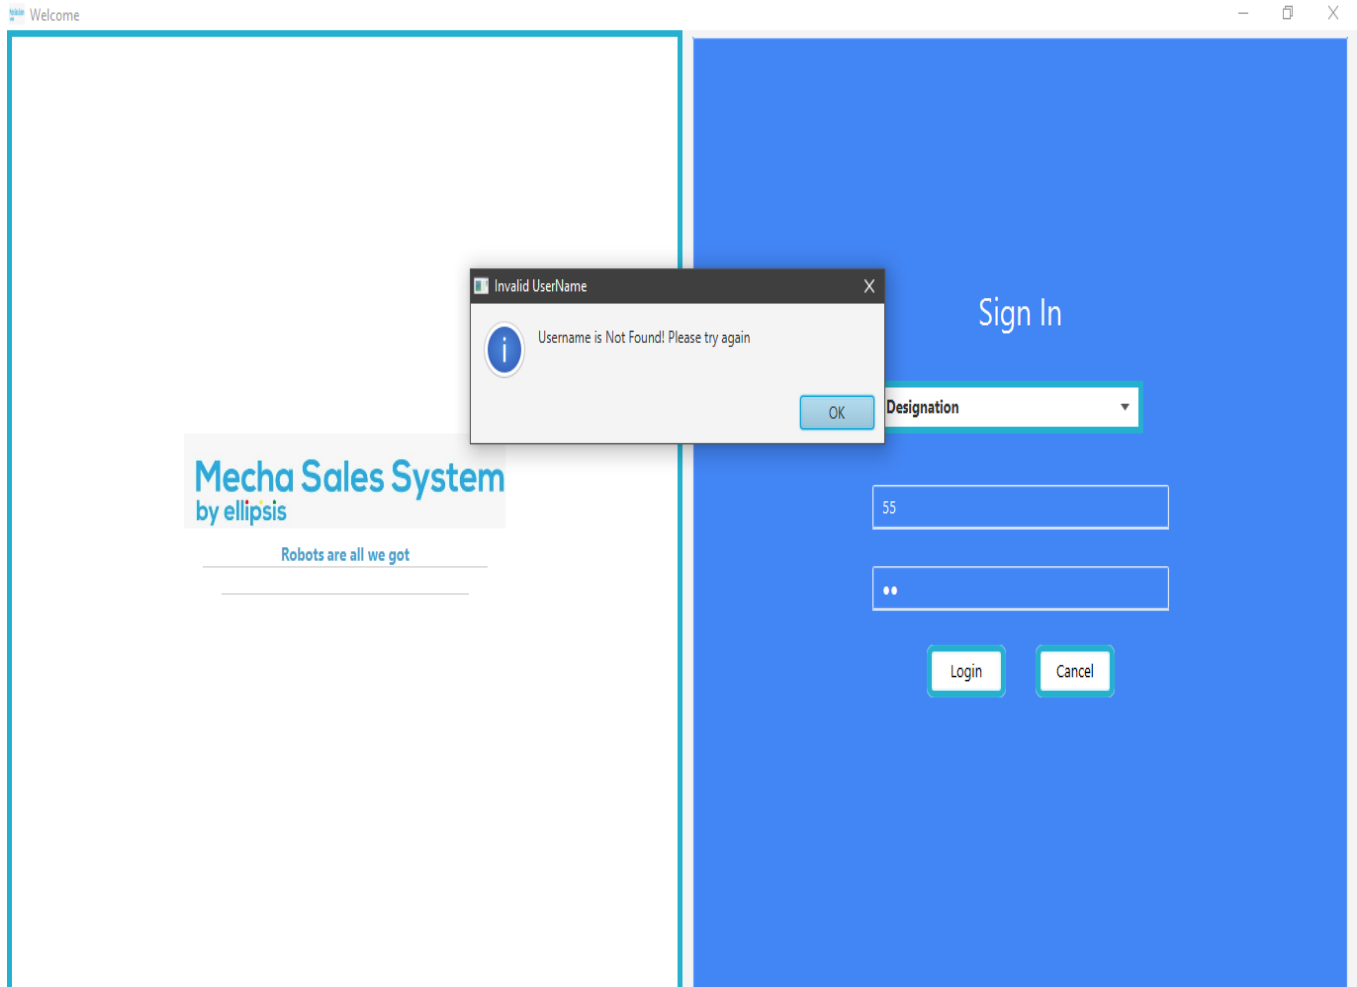 Welcome
Invalid UserName
Username is Not Found! Please try again
OK
Mecha Sales System
by ellipsis
Robots are all we got
Sign In
Designation
55
Login
Cancel